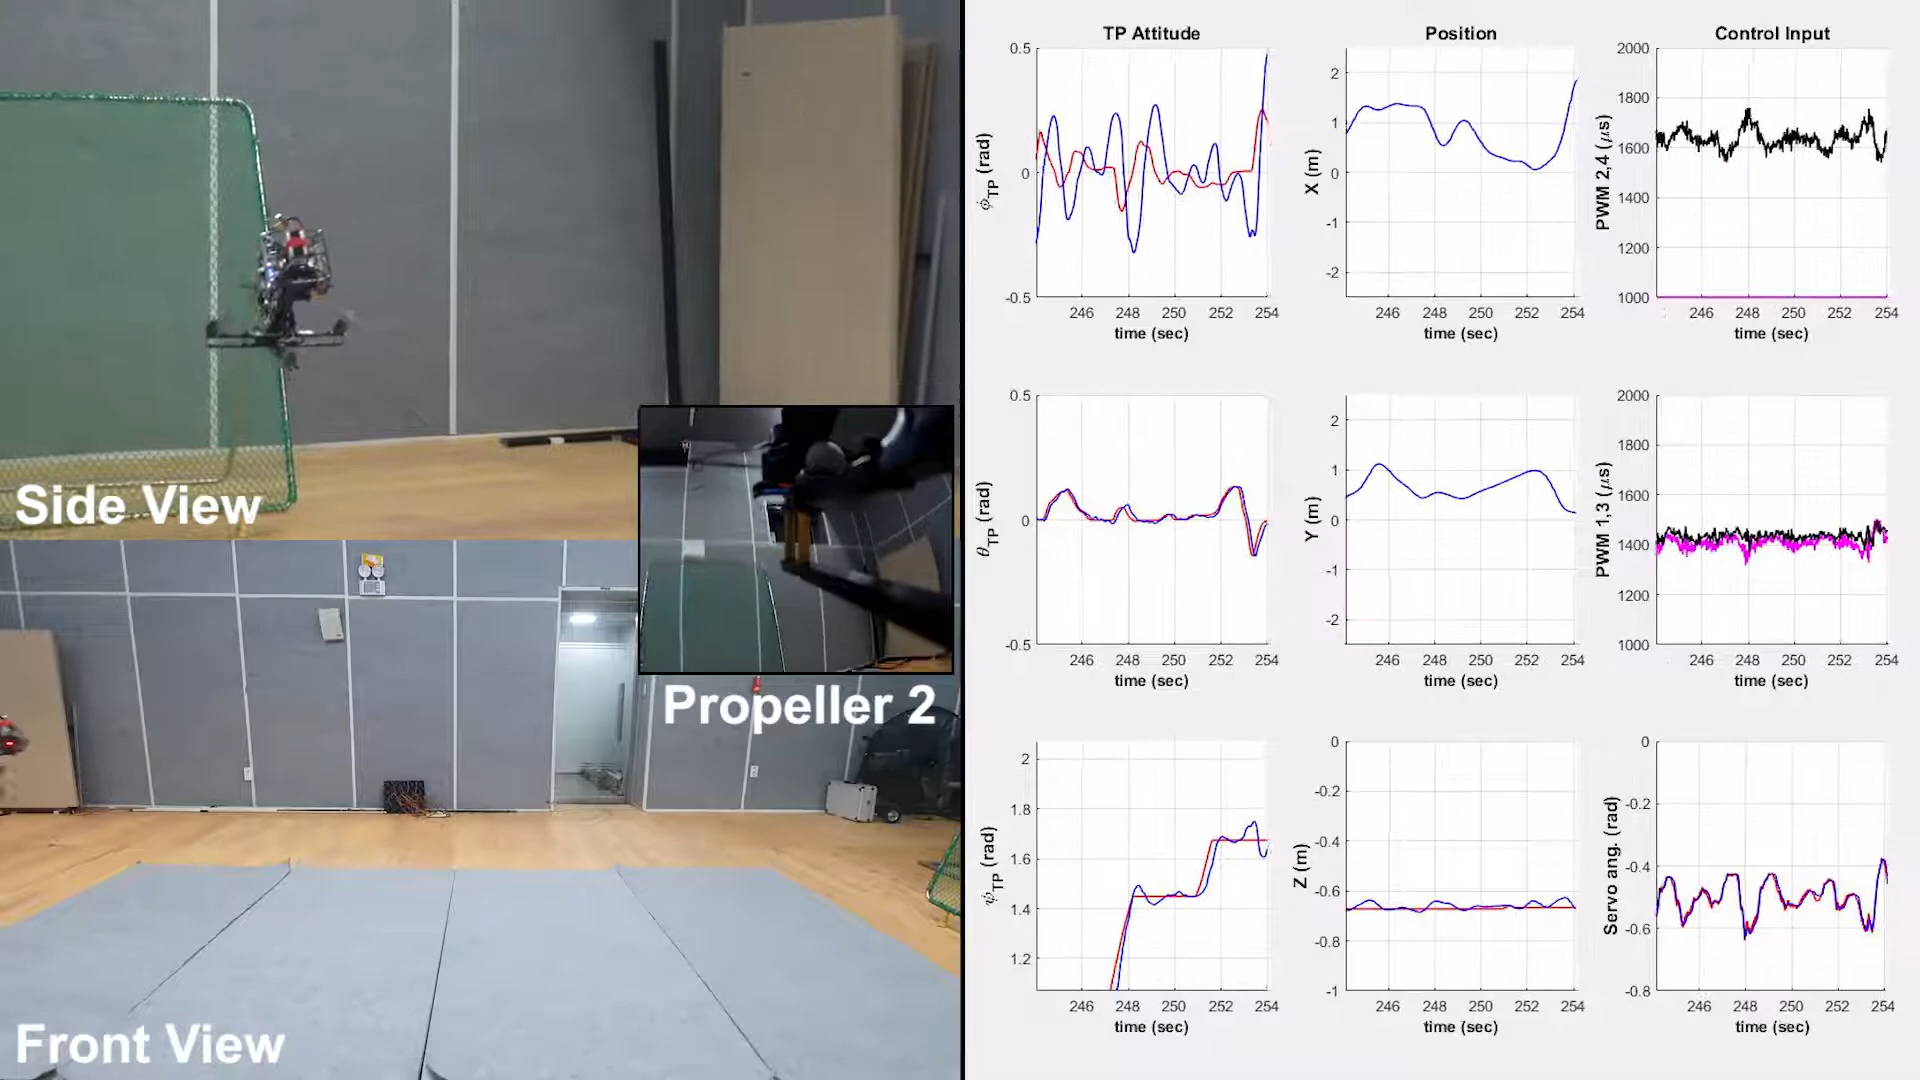 Side View
Propeller 2
Front View
TP Attitude
0.5
0
-0.5
ϕTP (rad)
246 248 250 252 254
time (sec)
Position
2
1
0
-1
-2
X (m)
246 248 250 252 254
time (sec)
Control Input
2000
1800
1600
1400
1200
1000
PWM 2,4 (μs)
246 248 250 252 254
time (sec)
0.5
0
-0.5
θTP (rad)
246 248 250 252 254
time (sec)
2
1
0
-1
-2
Y (m)
246 248 250 252 254
time (sec)
2000
1800
1600
1400
1200
1000
PWM 1,3 (μs)
246 248 250 252 254
time (sec)
2
1.8
1.6
1.4
1.2
ψTP (rad)
246 248 250 252 254
time (sec)
0
-0.2
-0.4
-0.6
-0.8
-1
Z (m)
246 248 250 252 254
time (sec)
0
-0.2
-0.4
-0.6
-0.8
Servo ang. (rad)
246 248 250 252 254
time (sec)